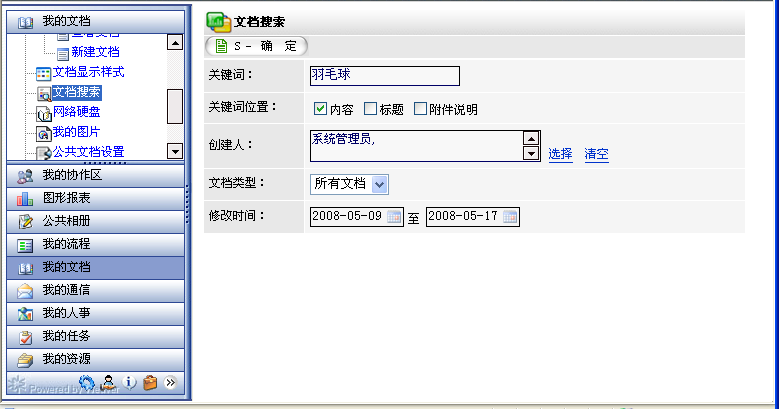 我的文档
查看文档
新建文档
文档显示样式
文档搜索
网络硬盘
我的图片
公共文档设置
我的协作区
图形报表
公共相册
我的流程
我的文档
我的通信
我的人事
我的任务
我的资源
Powered by Weaver
文档搜索
S - 确 定
关键词：
羽毛球
关键词位置：
内容 标题 附件说明
创建人：
系统管理员,
选择 清空
文档类型：
所有文档
修改时间：
2008-05-09 至 2008-05-17